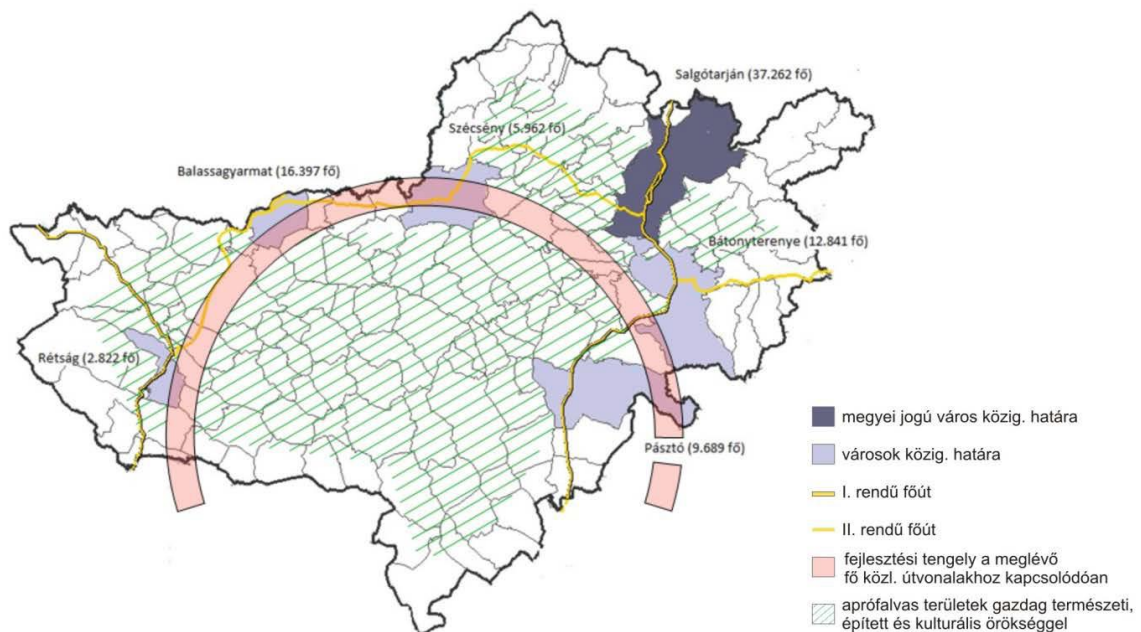 Salgótarján (37.262 fő)
Szécsény (5.962 fő)
Balassagyarmat (16.397 fő)
Bátonyterenye (12.841 fő)
Rétság (2.822 fő)
Pásztó (9.689 fő)
megyei jogú város közig. határa
városok közig. határa
I. rendű főút
II. rendű főút
fejlesztési tengely a meglévő
fő közl. útvonalakhoz kapcsolódóan
aprófalvas területek gazdag természeti,
épített és kulturális örökséggel